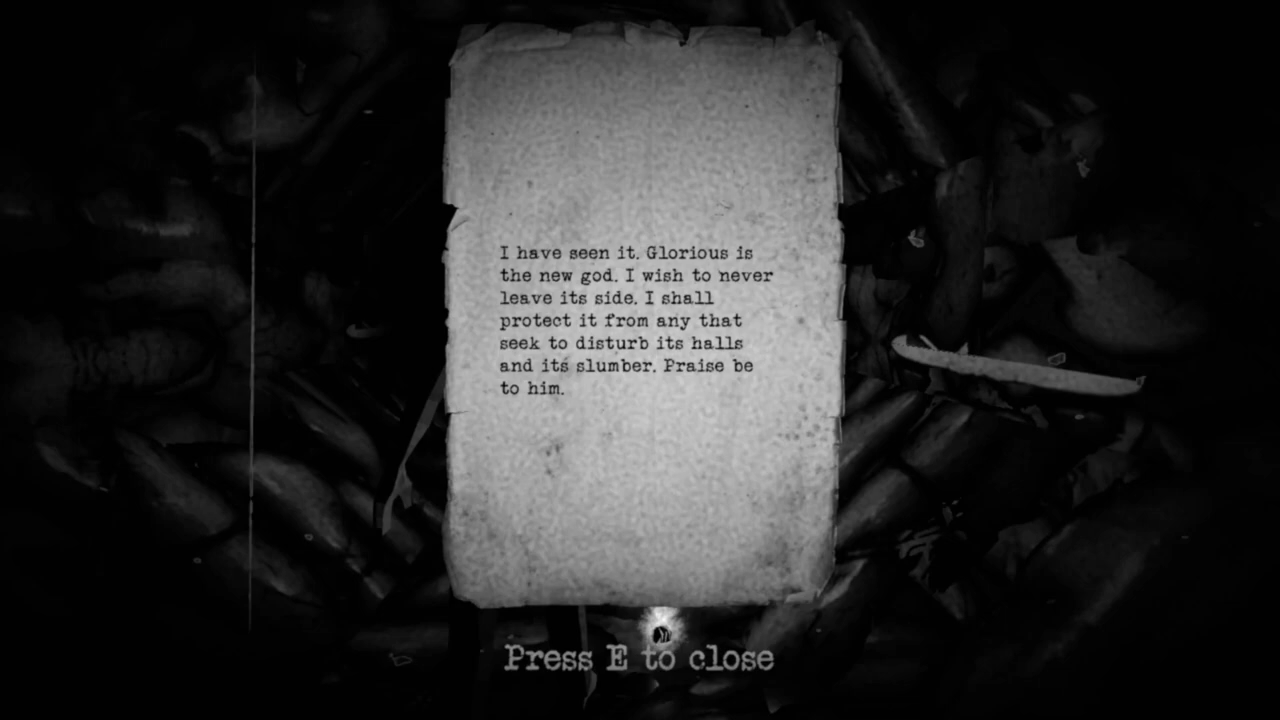 I have seen it. Glorious is
the new god. I wish to never
leave its side. I shall
protect it from any that
seek to disturb its halls
and its slumber. Praise be
to him.
Press E to close